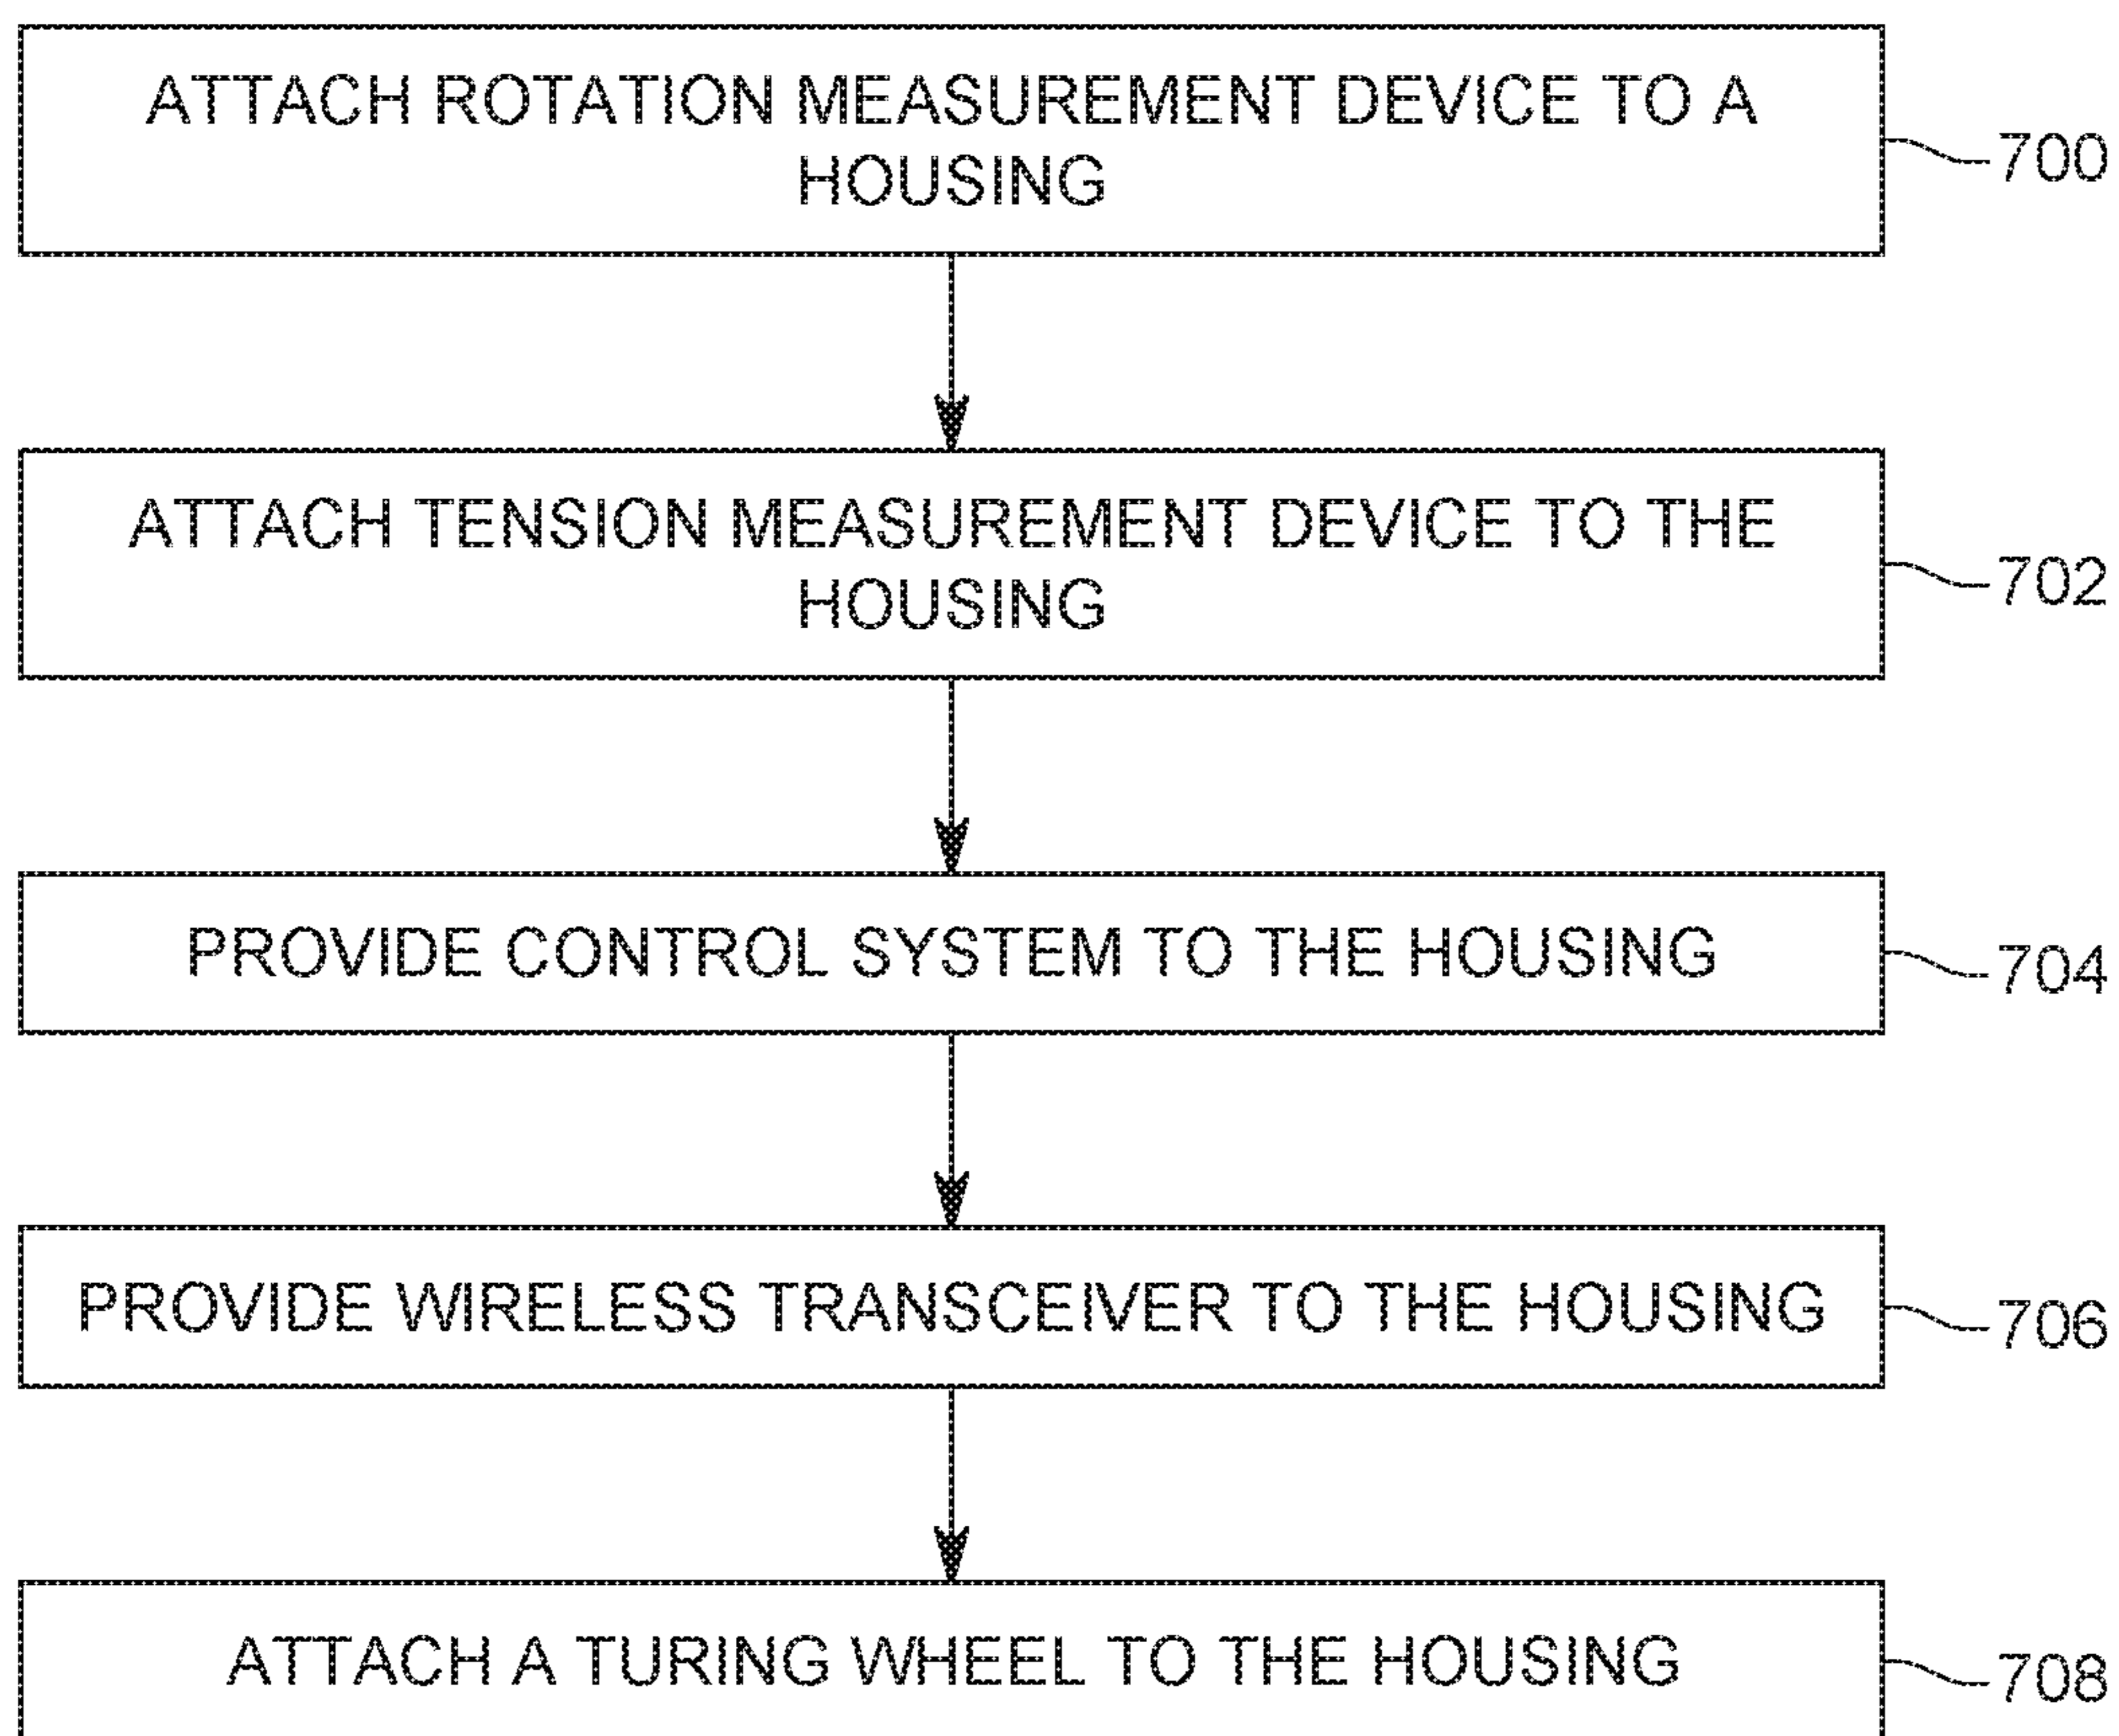 ATTACH ROTATION MEASUREMENT DEVICE TO A
HOUSING
700
ATTACH TENSION MEASUREMENT DEVICE TO THE
HOUSING
702
PROVIDE CONTROL SYSTEM TO THE HOUSING
704
PROVIDE WIRELESS TRANSCEIVER TO THE HOUSING
706
ATTACH A TURING WHEEL TO THE HOUSING
708